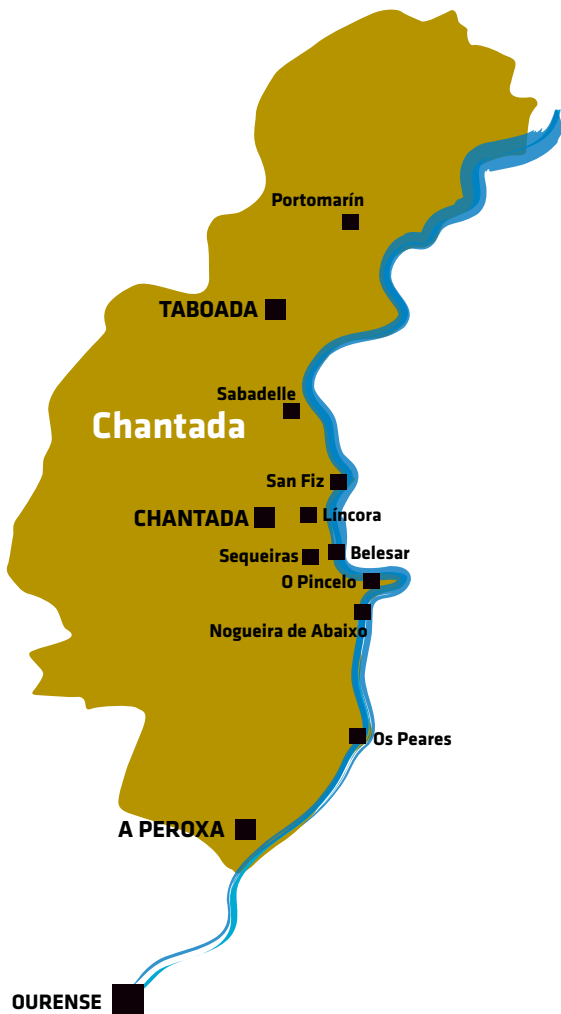 Portomarín
TABOADA
Sabadelle
Chantada
San Fiz
CHANTADA
Líncora
Sequeiras
Belesar
O Pincelo
Nogueira de Abaixo
Os Peares
A PEROXA
OURENSE